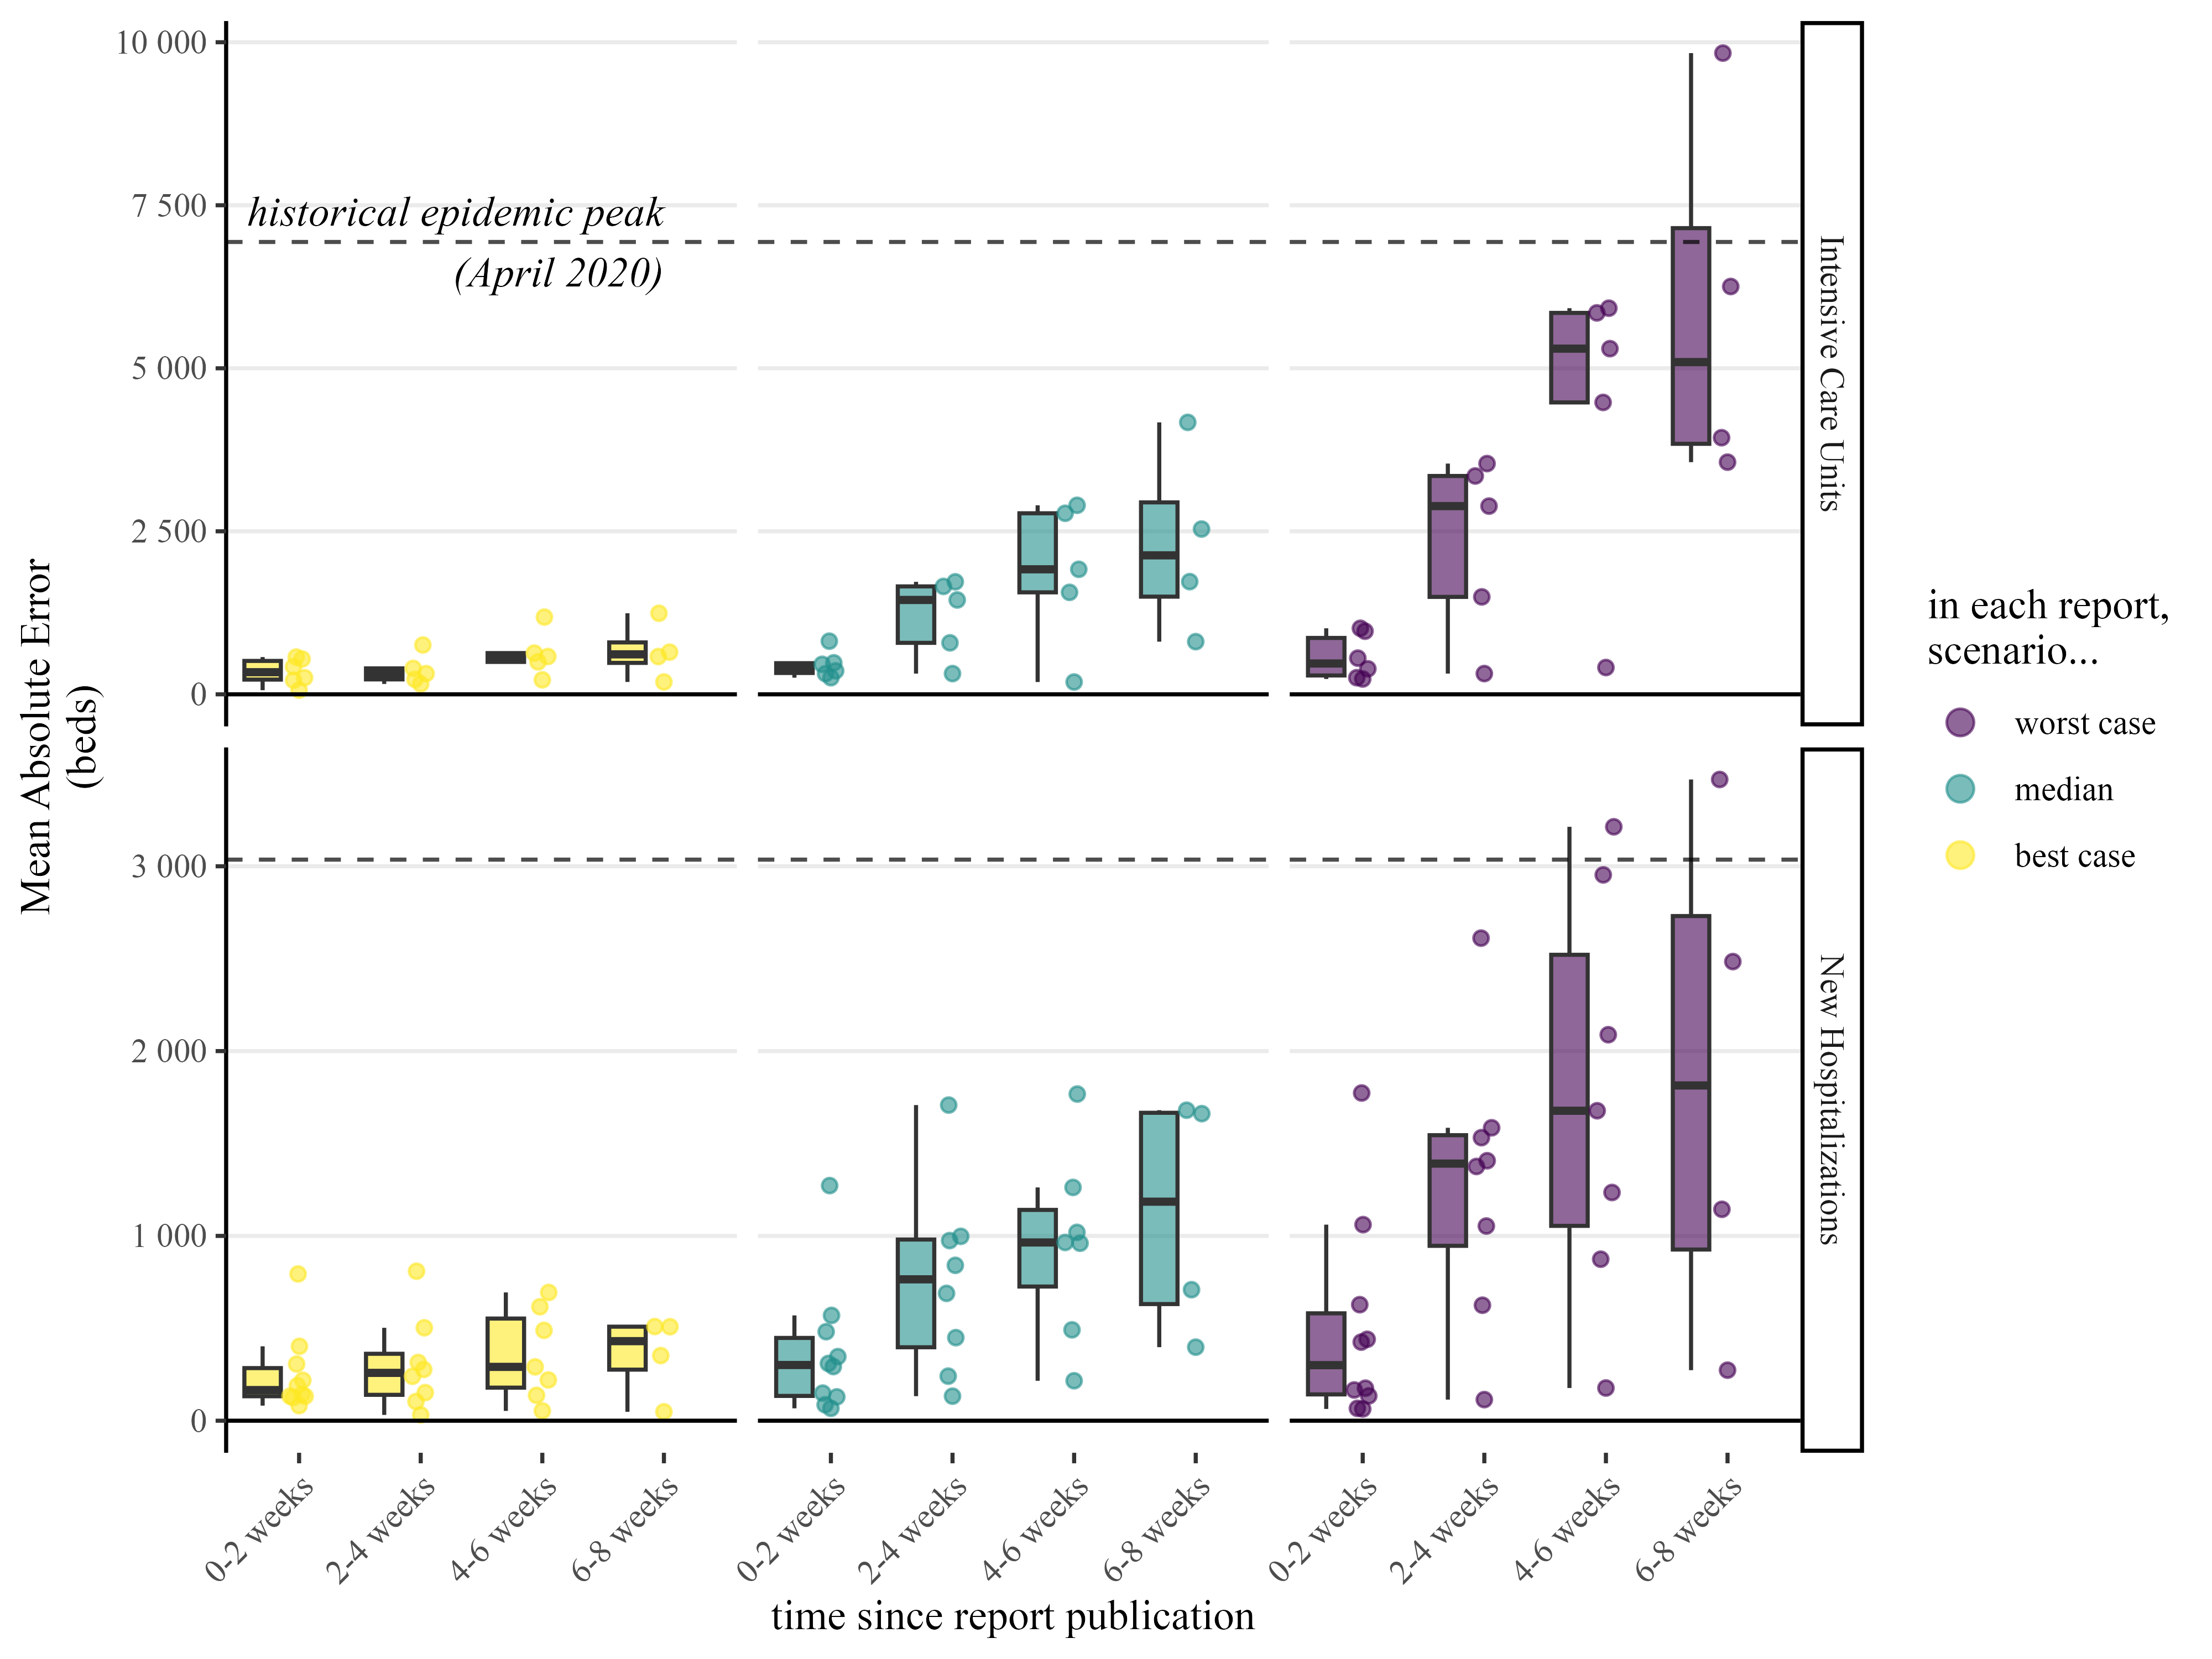 10 000
7 500
5 000
2 500
0
historical epidemic peak
(April 2020)
Intensive Care Units
3 000
2 000
1 000
0
New Hospitalizations
Mean Absolute Error
(beds)
0-2 weeks
2-4 weeks
4-6 weeks
6-8 weeks
0-2 weeks
2-4 weeks
4-6 weeks
6-8 weeks
0-2 weeks
2-4 weeks
4-6 weeks
6-8 weeks
time since report publication
in each report,
scenario...
worst case
median
best case